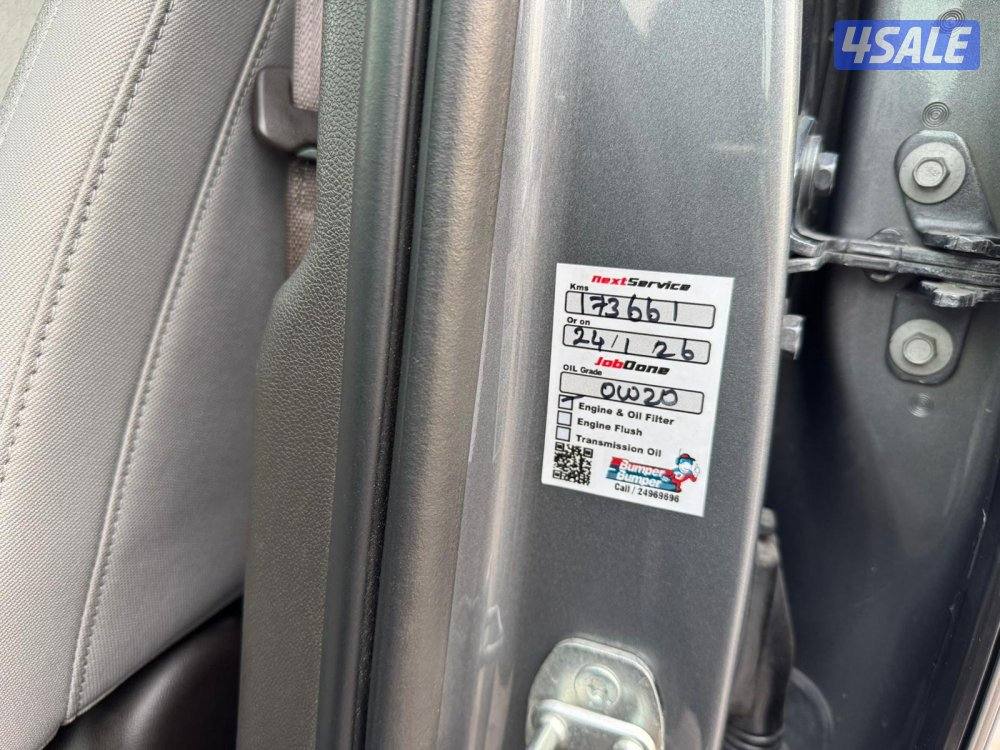 4SALE
nextService
Kms
173661
Or on
24/1 26
JobDone
OIL Grade
0W20
Engine & Oil Filter
Engine Flush
Transmission Oil
Bumper
Bumper
Call / 24969696